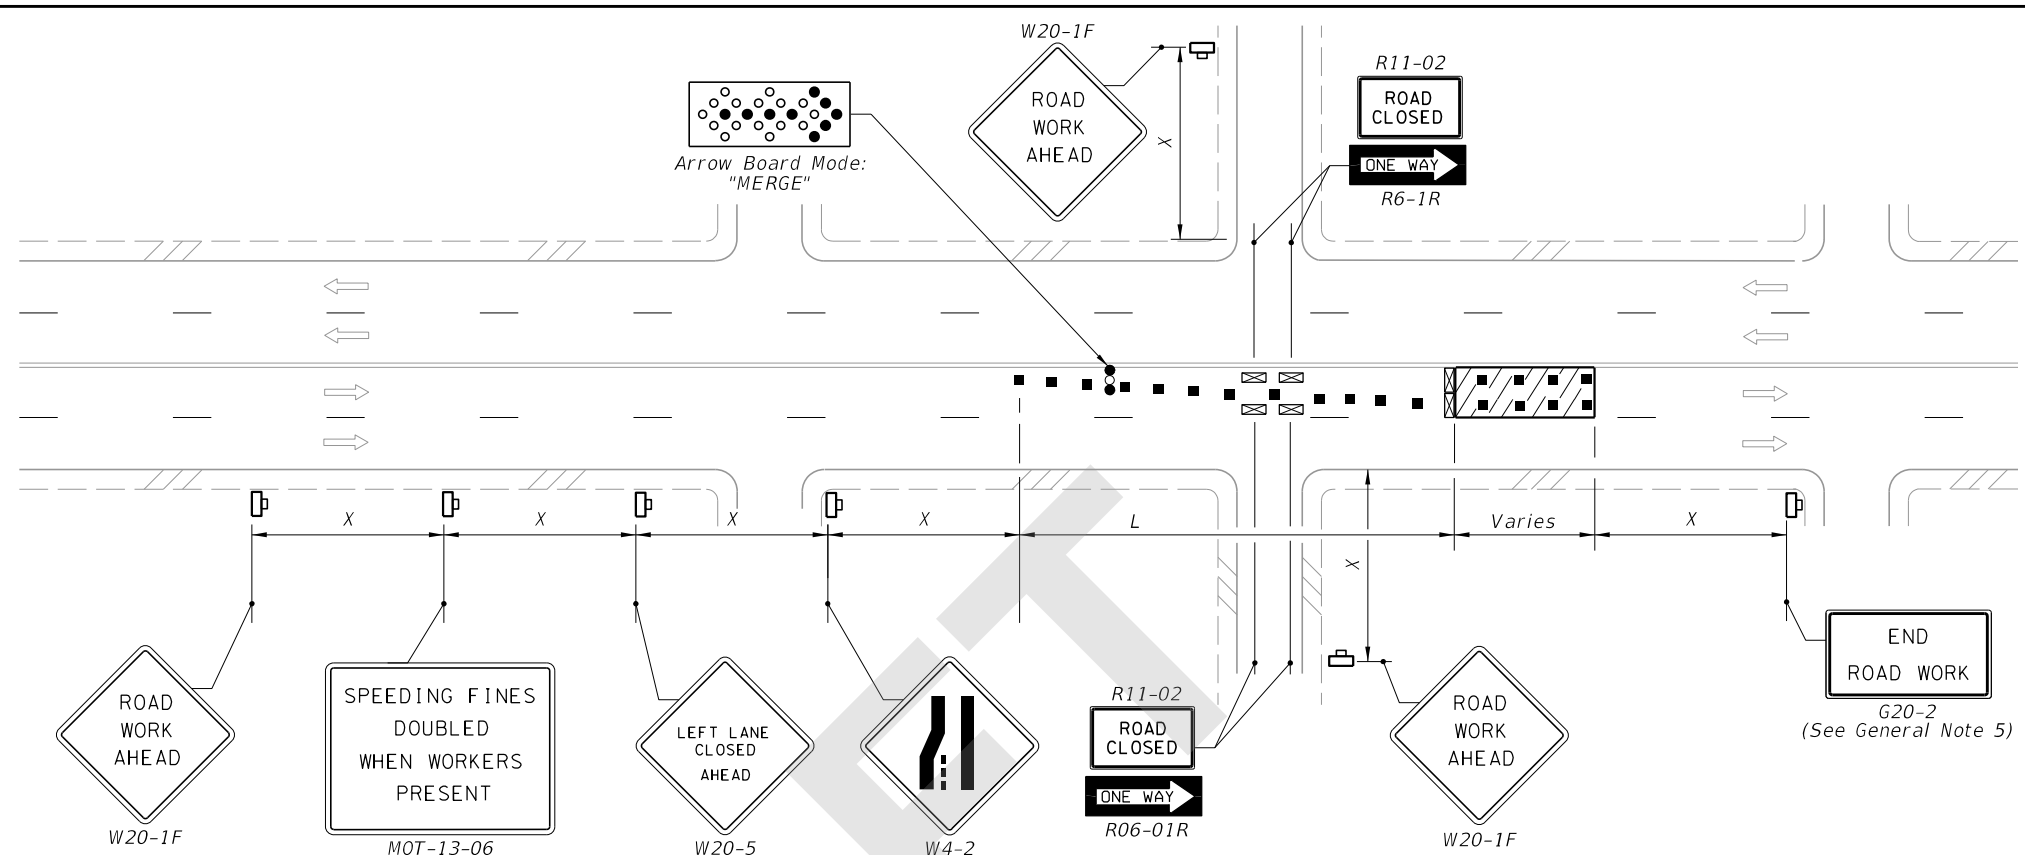 W20-1F
ROAD
WORK
AHEAD
X
R11-02
ROAD
CLOSED
ONE WAY
R6-1R
Arrow Board Mode:
"MERGE"
X
X
X
X
L
Varies
X
X
ROAD
WORK
AHEAD
W20-1F
SPEEDING FINES
DOUBLED
WHEN WORKERS
PRESENT
MOT-13-06
LEFT LANE
CLOSED
AHEAD
W20-5
W4-2
R11-02
ROAD
CLOSED
ONE WAY
R06-01R
ROAD
WORK
AHEAD
W20-1F
END
ROAD WORK
G20-2
(See General Note 5)
ET